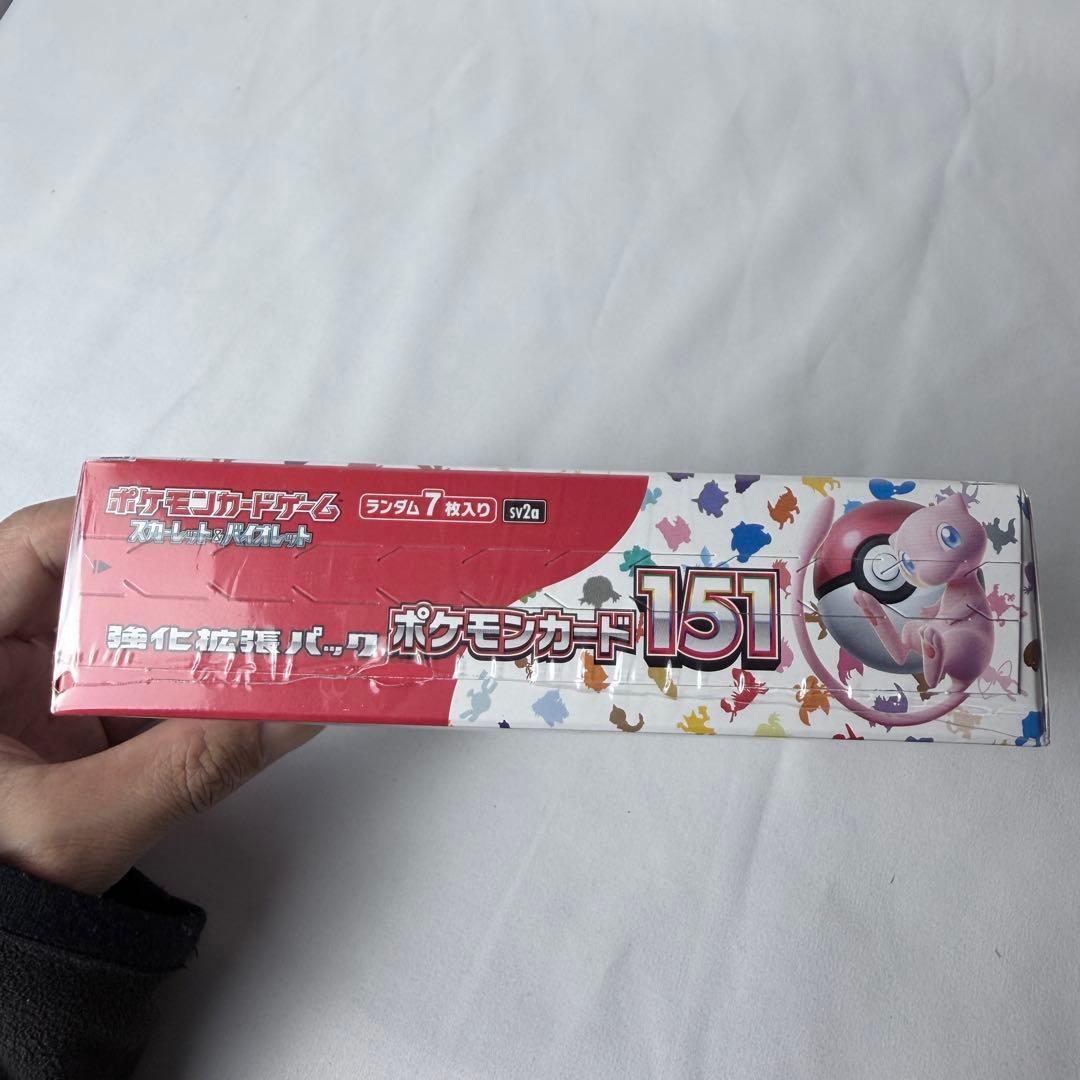 ポケモンカードゲーム
スカーレット&バイオレット
ランダム7枚入り
sv2a
強化拡張パック
ポケモンカード151